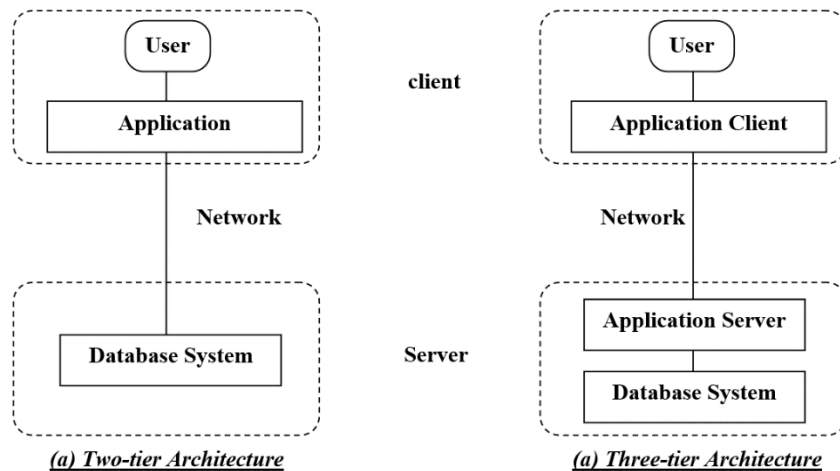 User
Application
Network
Database System
(a) Two-tier Architecture
client
Server
User
Application Client
Network
Application Server
Database System
(a) Three-tier Architecture